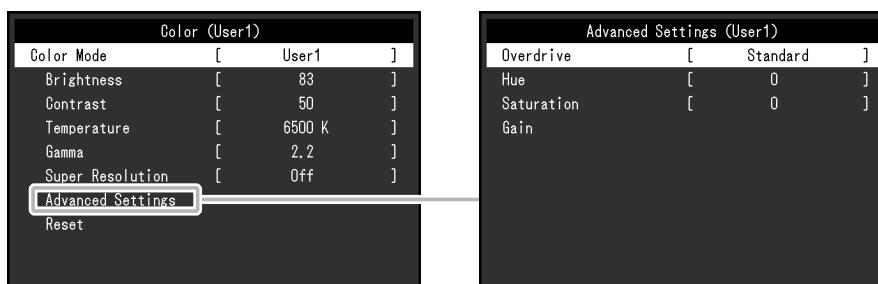 Color (User1)
Color Mode [ User1 ]
Brightness [ 83 ]
Contrast [ 50 ]
Temperature [ 6500 K ]
Gamma [ 2.2 ]
Super Resolution [ Off ]
Advanced Settings
Reset
Advanced Settings (User1)
Overdrive [ Standard ]
Hue [ 0 ]
Saturation [ 0 ]
Gain